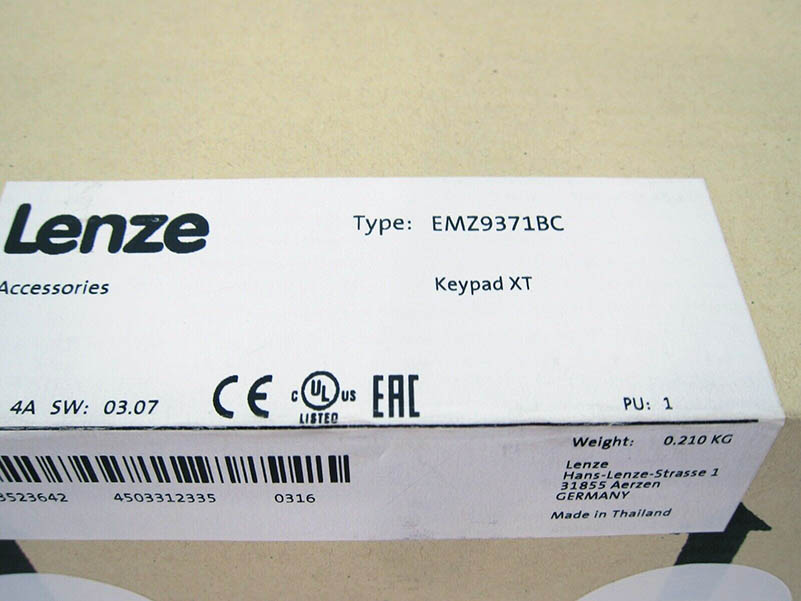 Lenze Type: EMZ9371BC
Accessories Keypad XT
4A SW: 03.07 CE c UL us LISTED EAC PU: 1
Weight: 0.210 KG
Lenze
Hans-Lenze-Strasse 1
31855 Aerzen
GERMANY
3523642 4503312335 0316
Made in Thailand